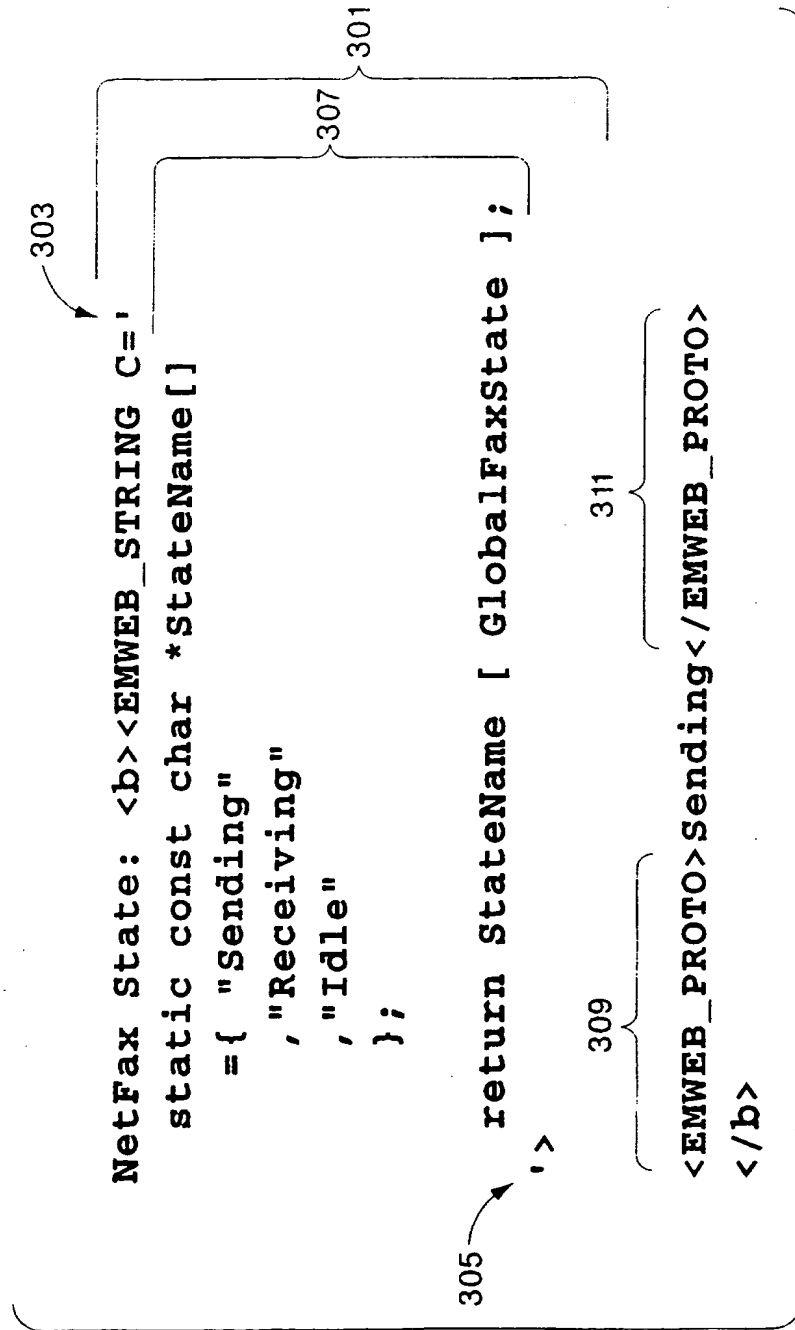 303
NetFax State: <b><EMWEB_STRING C='
static const char *StateName[]
={ "Sending"
, "Receiving"
, "Idle"
};
return StateName [ GlobalFaxState ];
'>
307
301
305
309
311
<EMWEB_PROTO>Sending</EMWEB_PROTO>
</b>